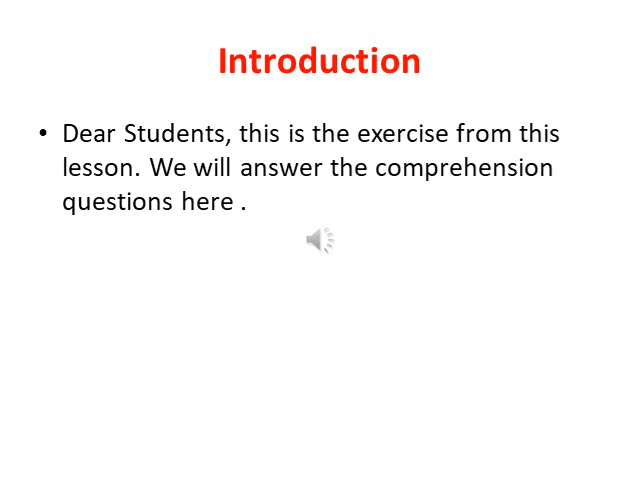 Introduction
• Dear Students, this is the exercise from this
lesson. We will answer the comprehension
questions here .